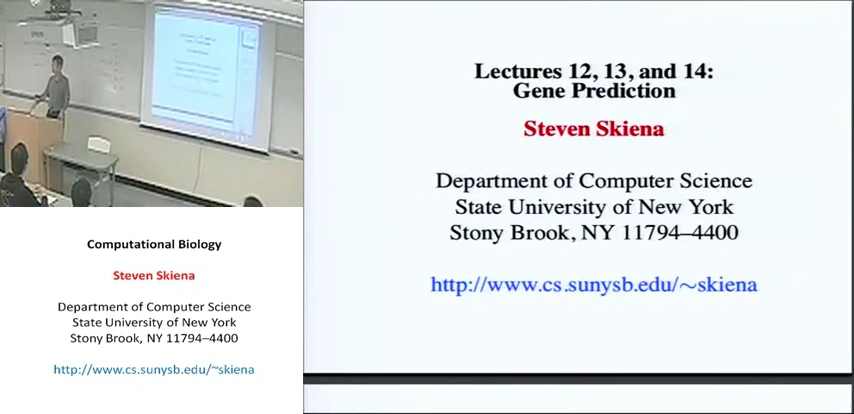 Lectures 12, 13, and 14:
Gene Prediction
Steven Skiena
Department of Computer Science
State University of New York
Stony Brook, NY 11794–4400
http://www.cs.sunysb.edu/~skiena
Computational Biology
Steven Skiena
Department of Computer Science
State University of New York
Stony Brook, NY 11794–4400
http://www.cs.sunysb.edu/~skiena